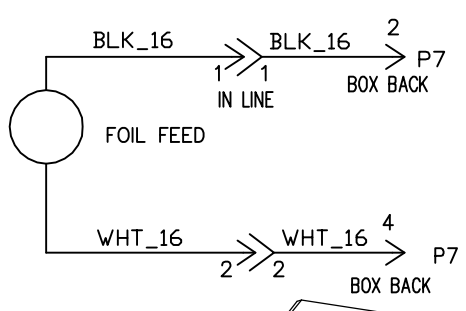 2
BLK_16 BLK_16
P7
1 1
BOX BACK
IN LINE
FOIL FEED
4
WHT_16 WHT_16
P7
2 2
BOX BACK